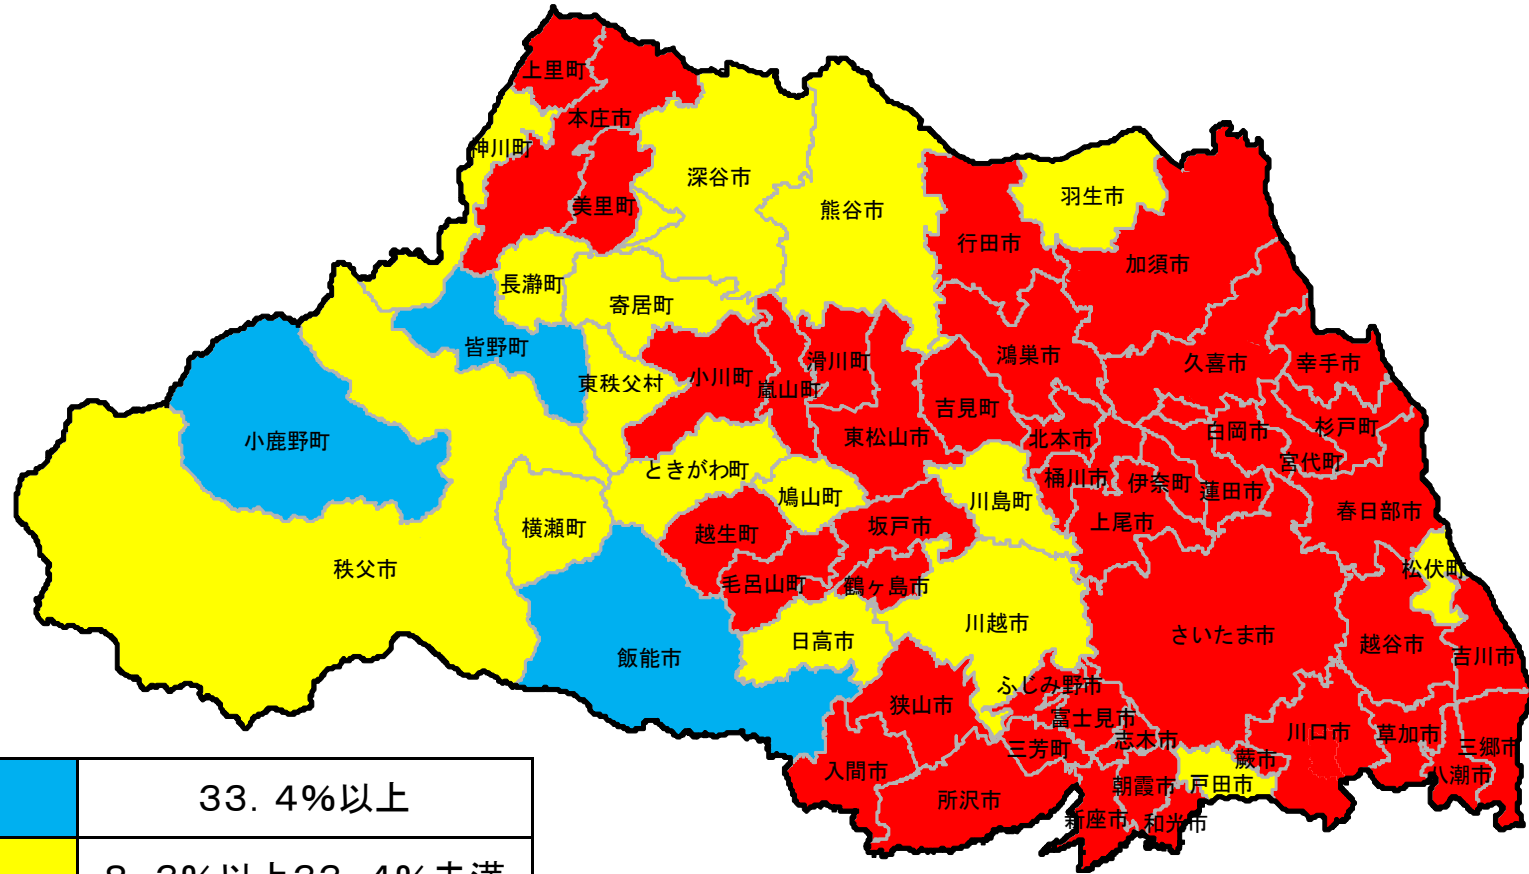 上里町
本庄市
神川町
深谷市
美里町
熊谷市
羽生市
行田市
加須市
長瀞町
寄居町
皆野町
東秩父村
小川町
嵐山町
滑川町
鴻巣市
久喜市
幸手市
吉見町
小鹿野町
東松山市
北本市
白岡市
杉戸町
宮代町
ときがわ町
鳩山町
川島町
桶川市
伊奈町
蓮田市
春日部市
横瀬町
越生町
坂戸市
上尾市
秩父市
毛呂山町
鶴ヶ島市
松伏町
日高市
川越市
さいたま市
越谷市
吉川市
飯能市
狭山市
ふじみ野市
富士見市
三芳町
志木市
川口市
草加市
三郷市
入間市
所沢市
朝霞市
戸田市
蕨市
八潮市
新座市
和光市
33.4%以上
8.3%以上33.4%未満